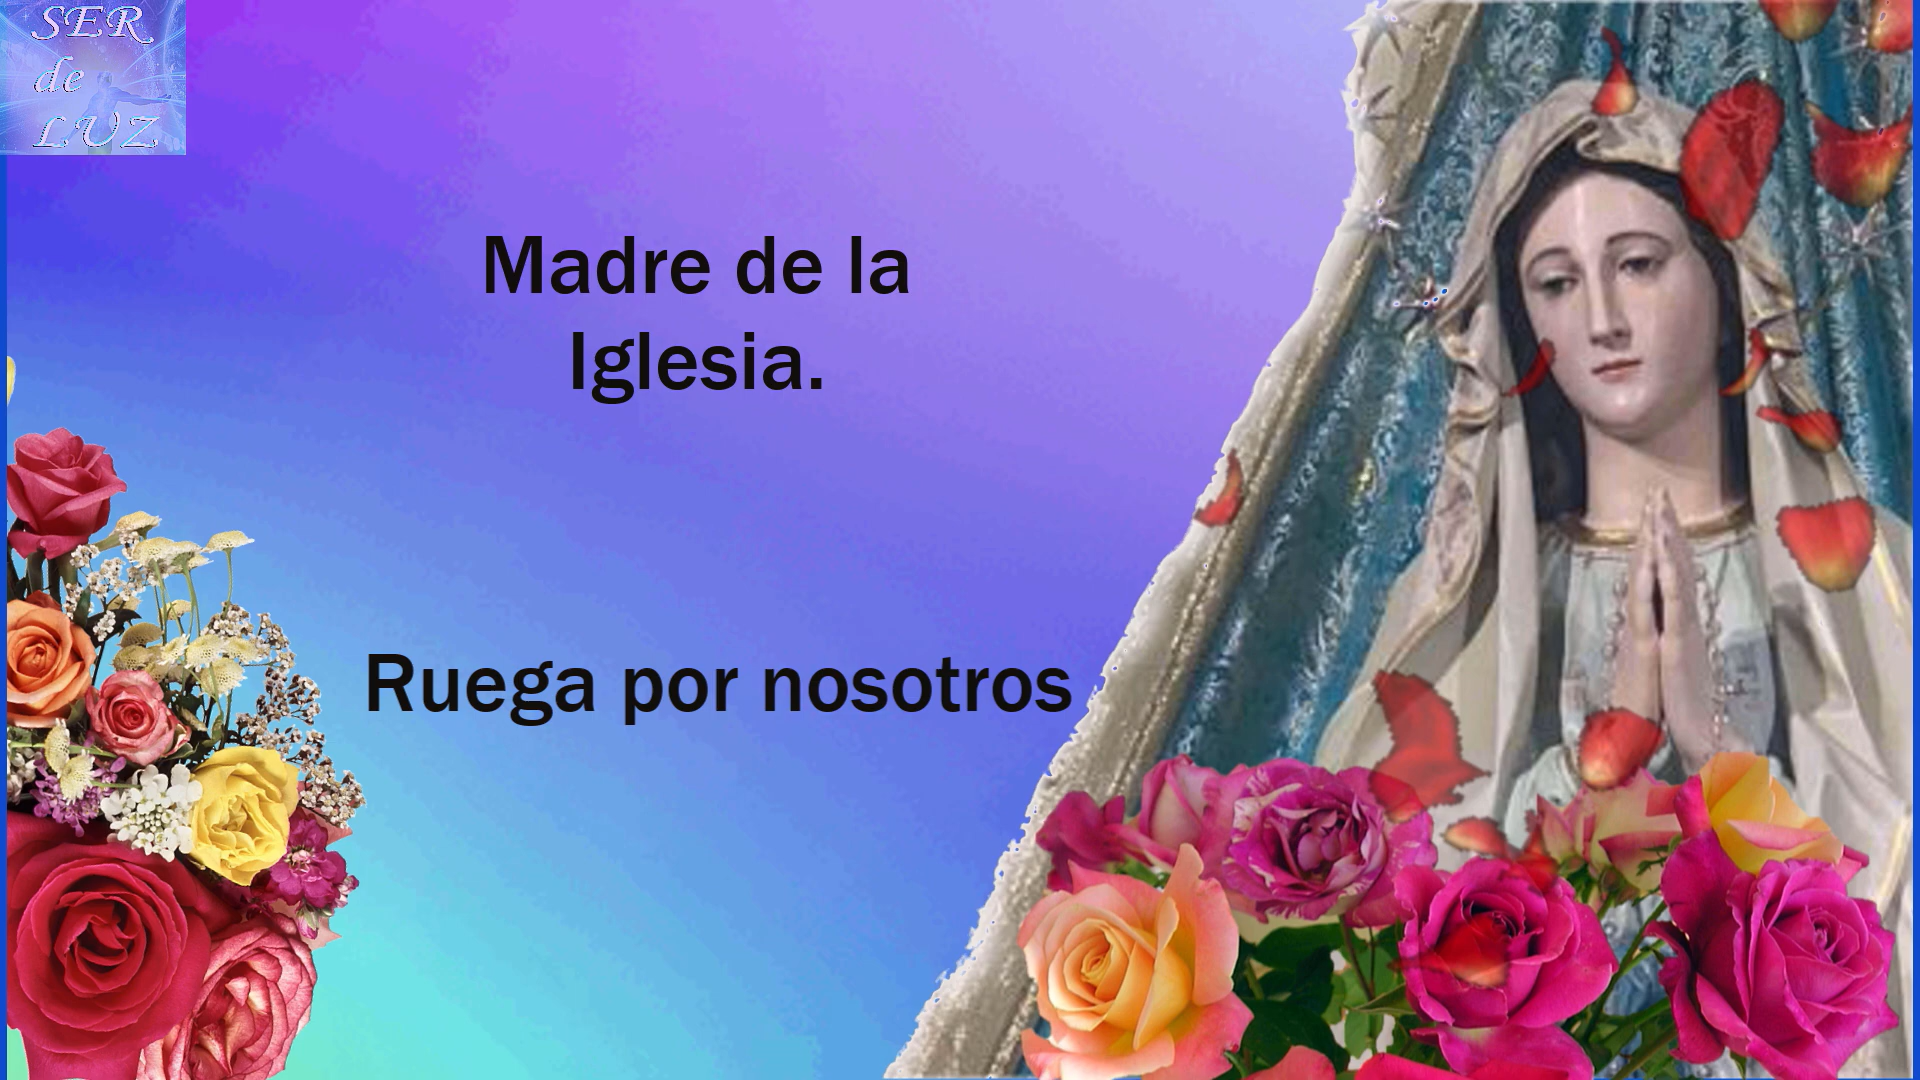 SER
de
LUZ
Madre de la
Iglesia.
Ruega por nosotros